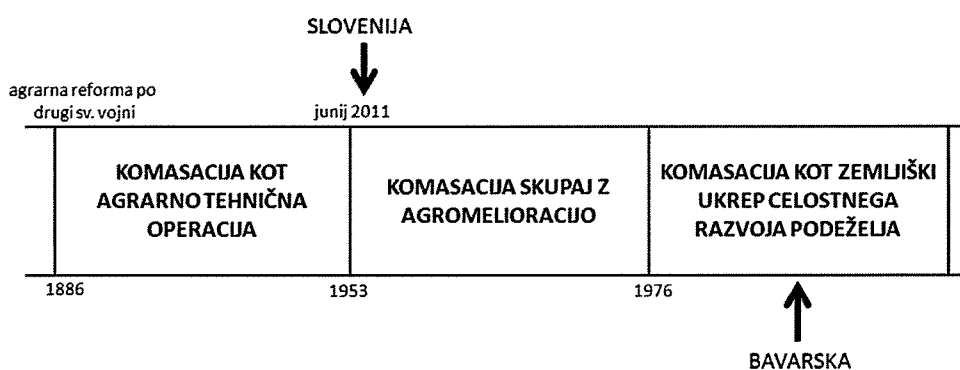 SLOVENIJA
agrarna reforma po
drugi sv. vojni
junij 2011
KOMASACIJA KOT
AGRARNO TEHNIČNA
OPERACIJA
KOMASACIJA SKUPAJ Z
AGROMELIORACIJO
KOMASACIJA KOT ZEMLJIŠKI
UKREP CELOSTNEGA
RAZVOJA PODEŽELJA
1886
1953
1976
BAVARSKA